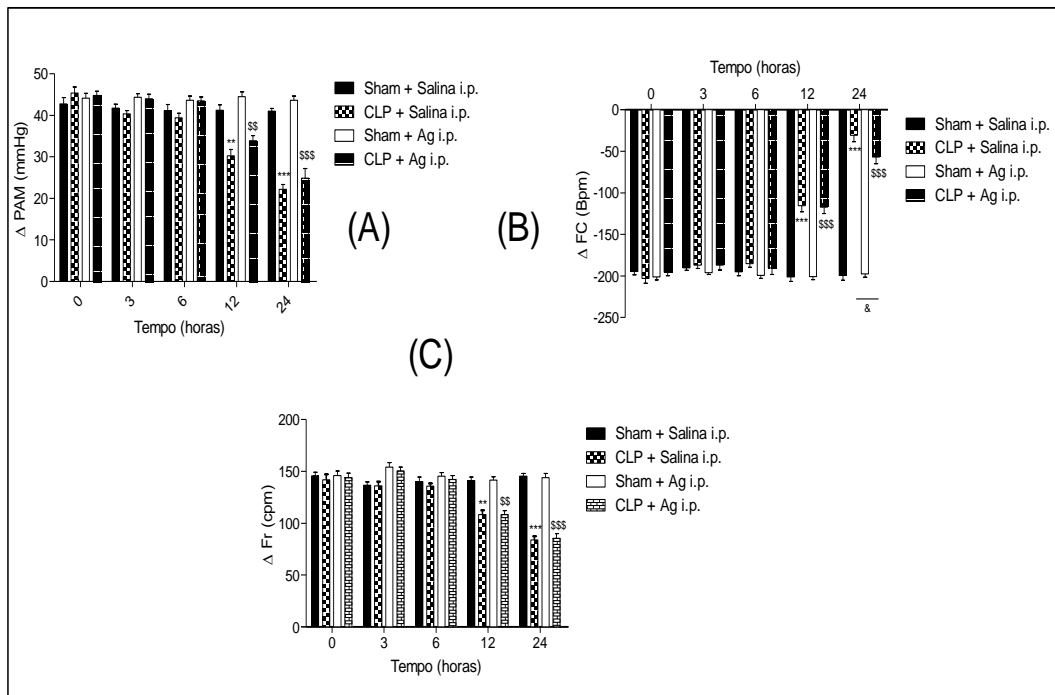 50
40
30
20
10
0
Δ PAM (mmHg)
** $$
*** $$$
0 3 6 12 24
Tempo (horas)
Sham + Salina i.p.
CLP + Salina i.p.
Sham + Ag i.p.
CLP + Ag i.p.
(A)
(B)
Tempo (horas)
0 3 6 12 24
0
-50
-100
-150
-200
-250
Δ FC (Bpm)
*** $$$
*** $$$
&
Sham + Salina i.p.
CLP + Salina i.p.
Sham + Ag i.p.
CLP + Ag i.p.
(C)
200
150
100
50
0
Δ Fr (cpm)
** $$
*** $$$
0 3 6 12 24
Tempo (horas)
Sham + Salina i.p.
CLP + Salina i.p.
Sham + Ag i.p.
CLP + Ag i.p.